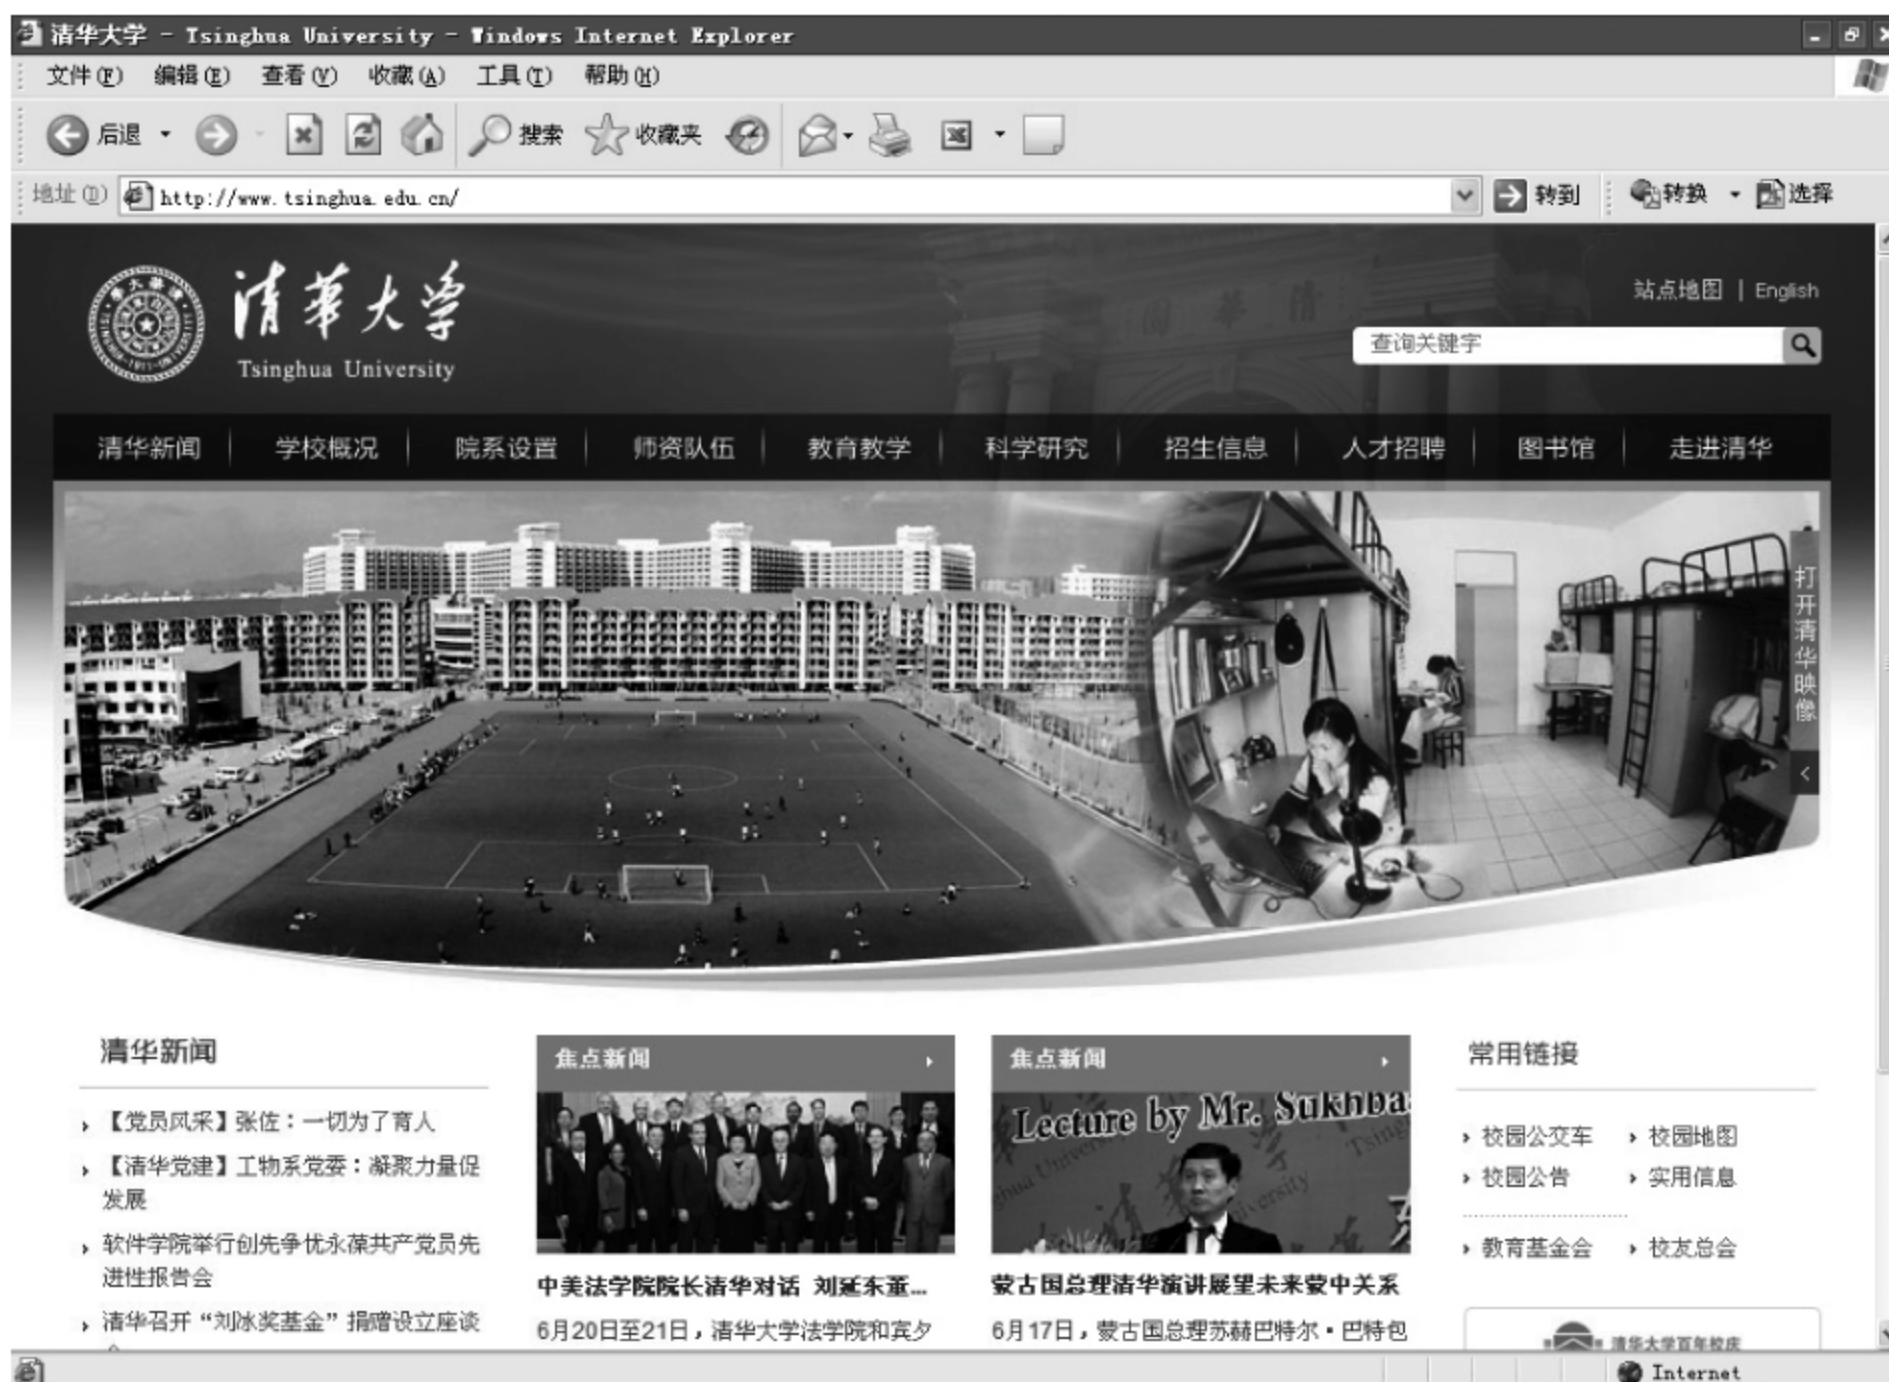 清华大学 - Tsinghua University - Windows Internet Explorer
文件(F) 编辑(E) 查看(V) 收藏(A) 工具(T) 帮助(H)
后退 搜索 收藏夹
地址(D) http://www.tsinghua.edu.cn/ 转到 转换 选择
清華大学
Tsinghua University
站点地图 | English
查询关键字
清华新闻 学校概况 院系设置 师资队伍 教育教学 科学研究 招生信息 人才招聘 图书馆 走进清华
打开清华映像
清华新闻
【党员风采】张佐：一切为了育人
【清华党建】工物系党委：凝聚力量促
发展
软件学院举行创先争优永葆共产党员先
进性报告会
清华召开“刘冰奖基金”捐赠设立座谈
焦点新闻
中美法学院院长清华对话 刘延东董...
6月20日至21日，清华大学法学院和宾夕
焦点新闻
Lecture by Mr. Sukhba
蒙古国总理清华演讲展望未来蒙中关系
6月17日，蒙古国总理苏赫巴特尔·巴特包
常用链接
校园公交车 校园地图
校园公告 实用信息
教育基金会 校友总会
清华大学百年校庆
Internet